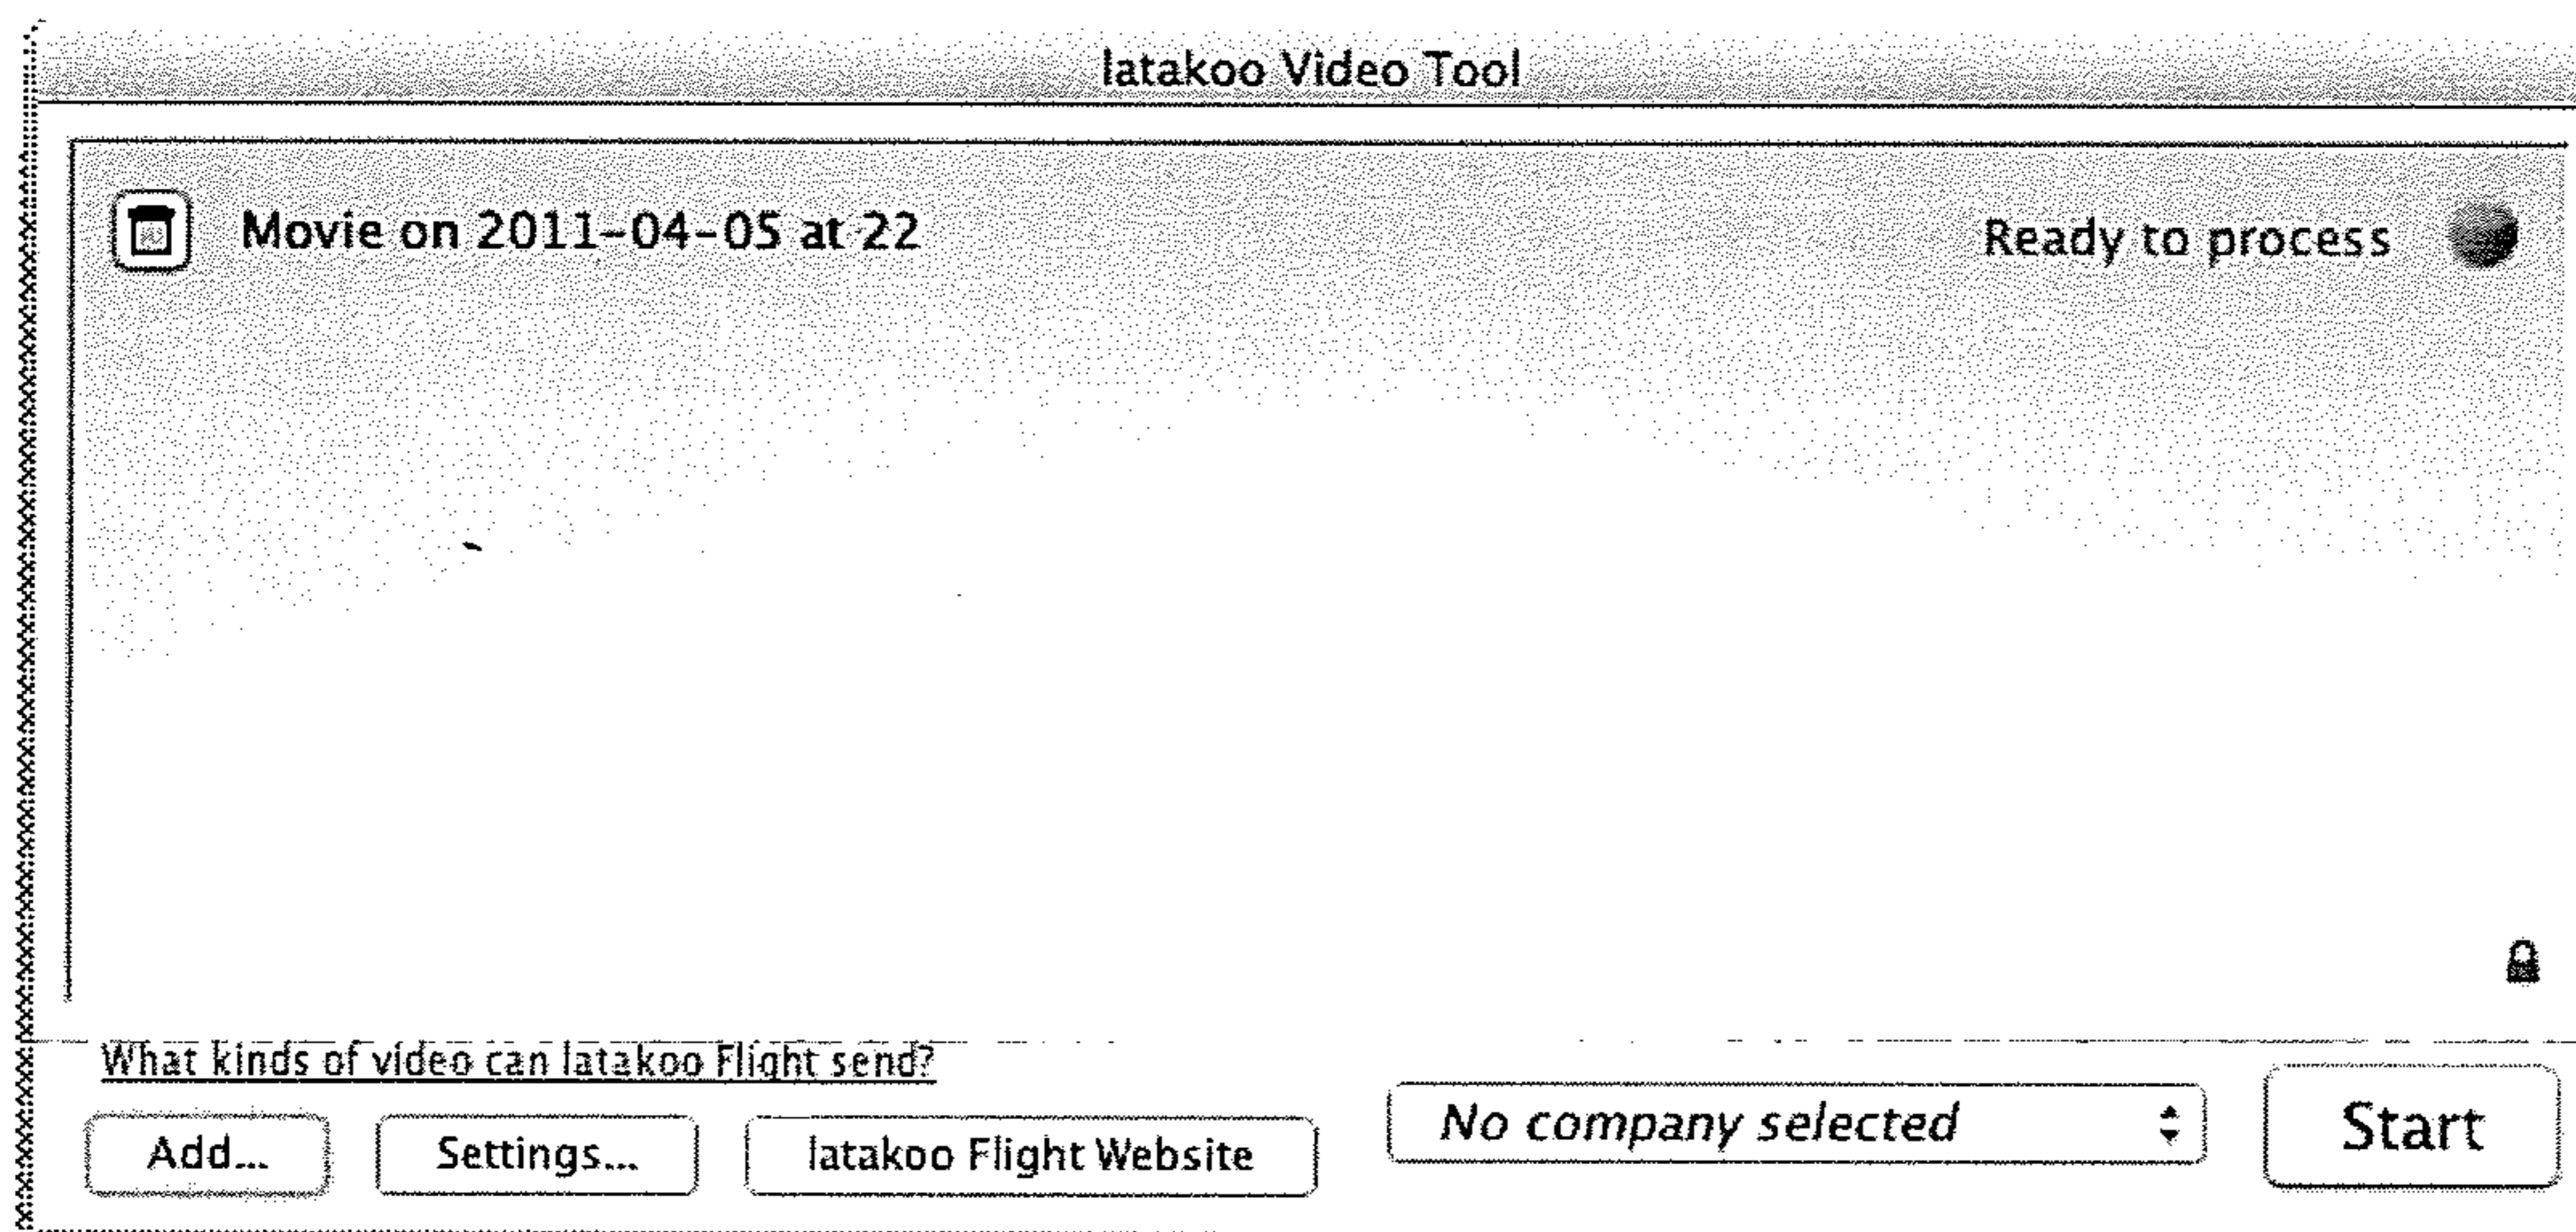 latakoo Video Tool
Movie on 2011-04-05 at 22
Ready to process
What kinds of video can latakoo Flight send?
Add...
Settings...
latakoo Flight Website
No company selected
Start